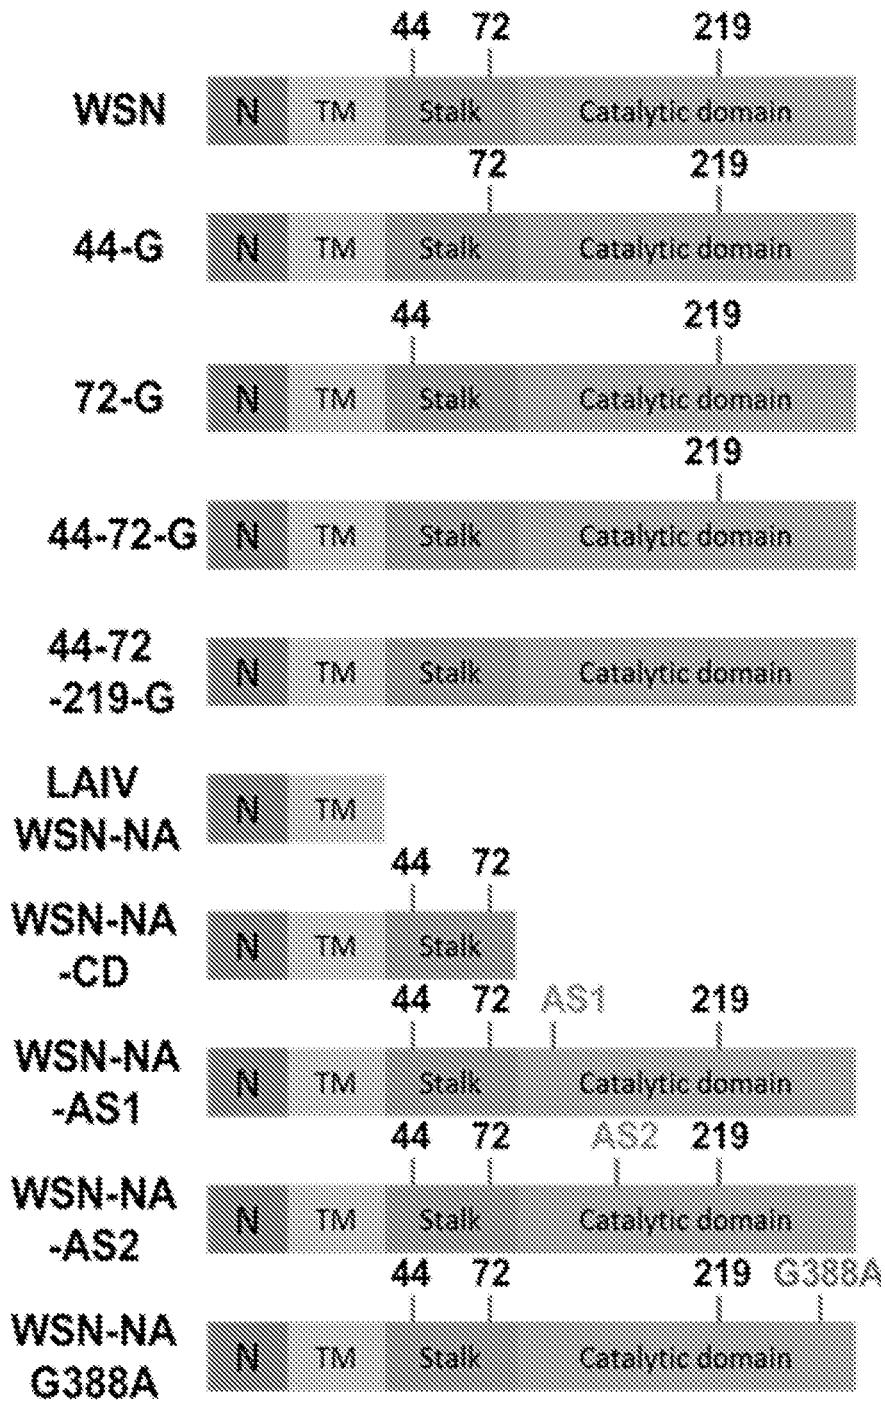 44 72 219
WSN N TM Stalk Catalytic domain
72 219
44-G N TM Stalk Catalytic domain
44 219
72-G N TM Stalk Catalytic domain
219
44-72-G N TM Stalk Catalytic domain
44-72
-219-G N TM Stalk Catalytic domain
LAIV
WSN-NA N TM
44 72
WSN-NA
-CD N TM Stalk
44 72 AS1 219
WSN-NA
-AS1 N TM Stalk Catalytic domain
44 72 AS2 219
WSN-NA
-AS2 N TM Stalk Catalytic domain
44 72 219 G388A
WSN-NA
G388A N TM Stalk Catalytic domain